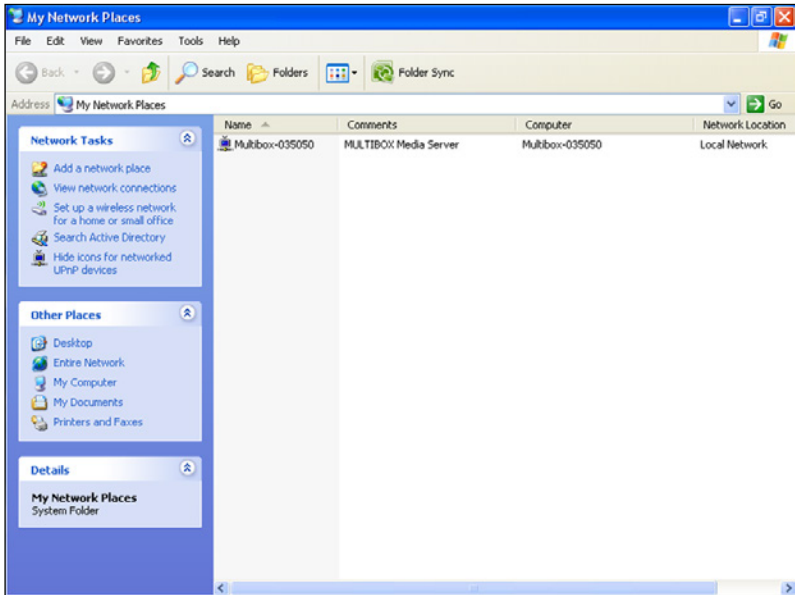 My Network Places
File Edit View Favorites Tools Help
Back Search Folders Folder Sync
Address My Network Places Go
Name Comments Computer Network Location
Multibox-035050 MULTIBOX Media Server Multibox-035050 Local Network
Network Tasks
Add a network place
View network connections
Set up a wireless network
for a home or small office
Search Active Directory
Hide icons for networked
UPnP devices
Other Places
Desktop
Entire Network
My Computer
My Documents
Printers and Faxes
Details
My Network Places
System Folder